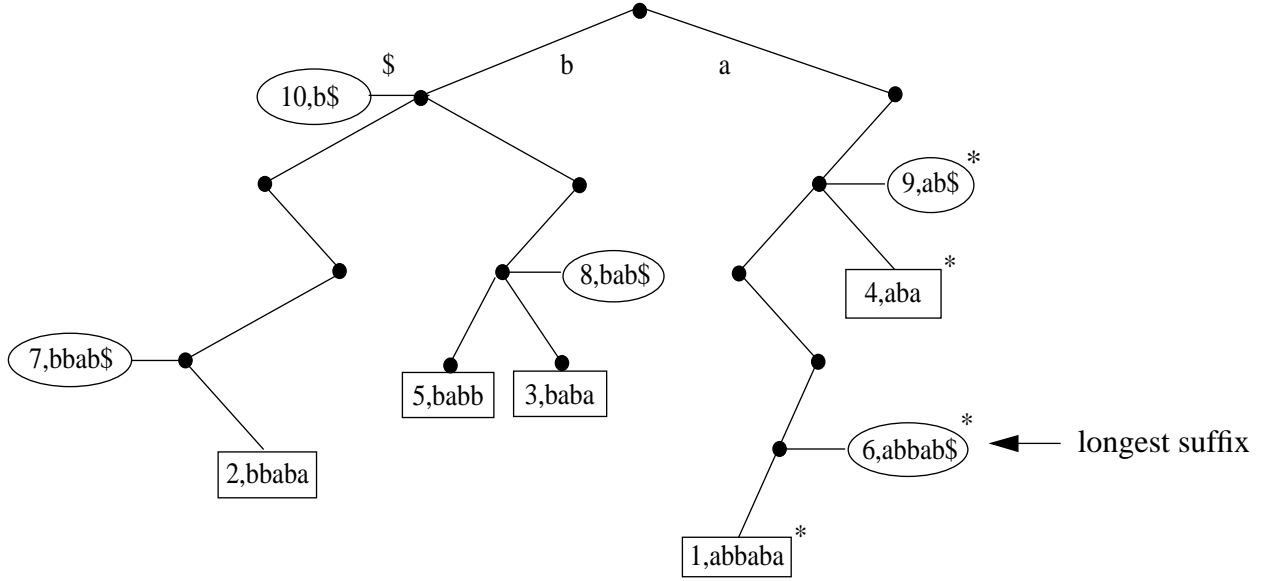 $
b
a
10,b$
9,ab$
*
8,bab$
4,aba
*
7,bbab$
5,babb
3,baba
6,abbab$
*
longest suffix
2,bbaba
1,abbaba
*